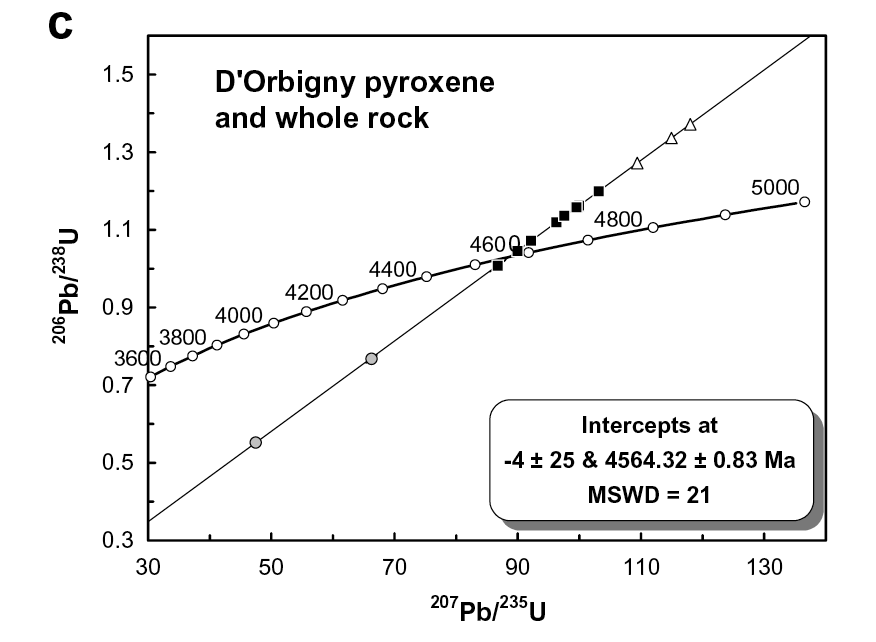 C
D'Orbigny pyroxene
and whole rock
1.5
1.3
1.1
0.9
0.7
0.5
0.3
²⁰⁶Pb/²³⁸U
3600
3800
4000
4200
4400
4600
4800
5000
Intercepts at
-4 ± 25 & 4564.32 ± 0.83 Ma
MSWD = 21
30 50 70 90 110 130
²⁰⁷Pb/²³⁵U